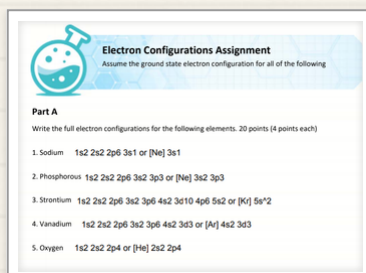 Electron Configurations Assignment
Assume the ground state electron configuration for all of the following
Part A
Write the full electron configurations for the following elements. 20 points (4 points each)
1. Sodium 1s2 2s2 2p6 3s1 or [Ne] 3s1
2. Phosphorous 1s2 2s2 2p6 3s2 3p3 or [Ne] 3s2 3p3
3. Strontium 1s2 2s2 2p6 3s2 3p6 4s2 3d10 4p6 5s2 or [Kr] 5s^2
4. Vanadium 1s2 2s2 2p6 3s2 3p6 4s2 3d3 or [Ar] 4s2 3d3
5. Oxygen 1s2 2s2 2p4 or [He] 2s2 2p4